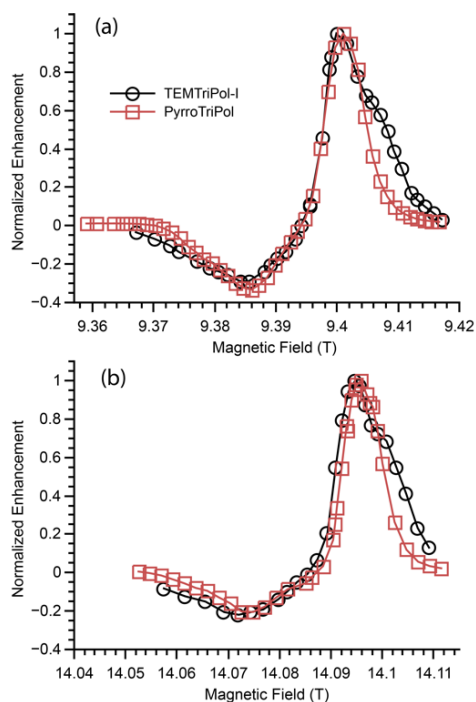 (a)
1
0.8
0.6
0.4
0.2
0
−0.2
−0.4
Normalized Enhancement
TEMTriPol-I
PyrroTriPol
9.36 9.37 9.38 9.39 9.4 9.41 9.42
Magnetic Field (T)
(b)
1
0.8
0.6
0.4
0.2
0
−0.2
−0.4
Normalized Enhancement
14.04 14.05 14.06 14.07 14.08 14.09 14.10 14.11
Magnetic Field (T)